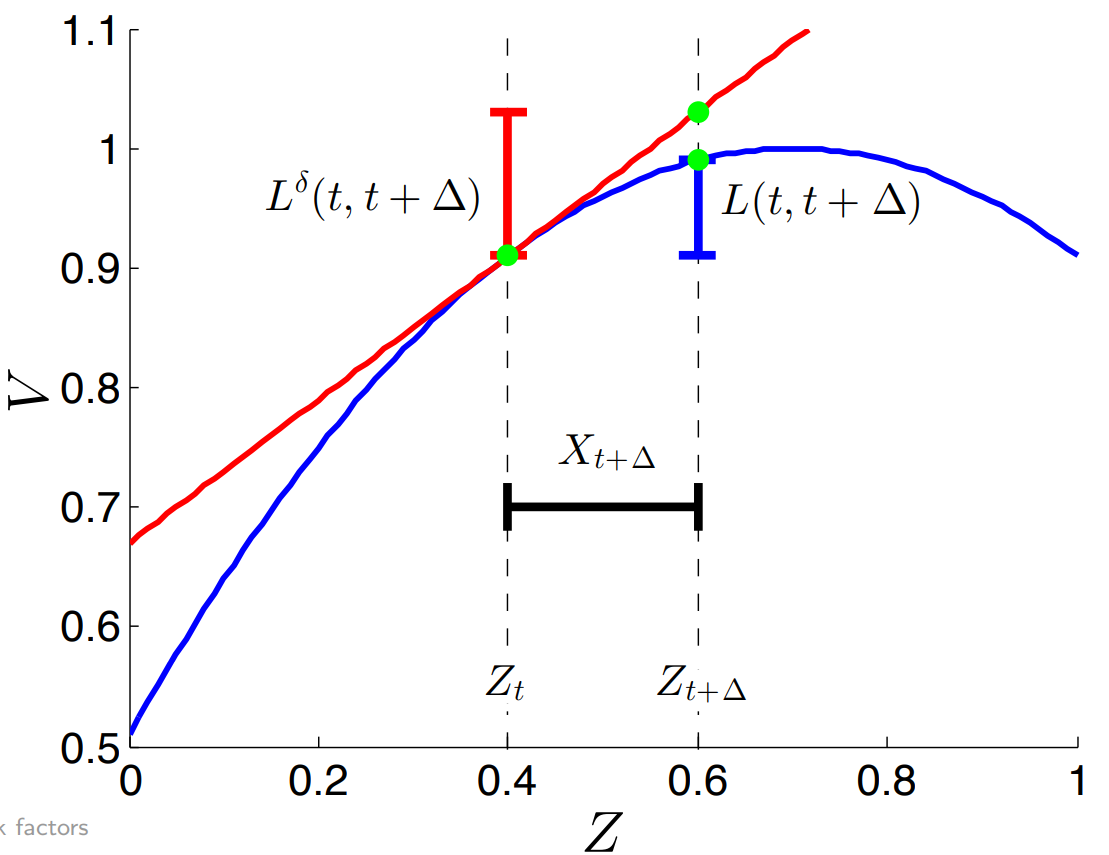 1.1
1
0.9
0.8
0.7
0.6
0.5
V
L^δ(t, t + Δ)
L(t, t + Δ)
X_{t+Δ}
Z_t
Z_{t+Δ}
0 0.2 0.4 0.6 0.8 1
Z
k factors